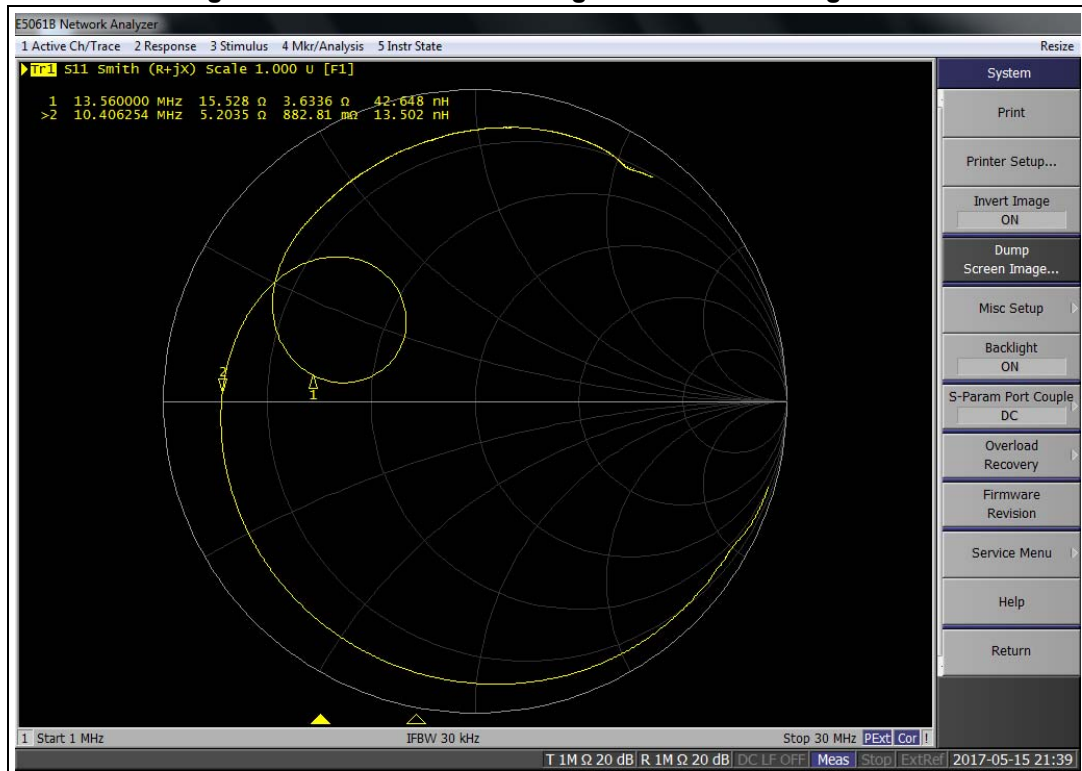 E5061B Network Analyzer
1 Active Ch/Trace 2 Response 3 Stimulus 4 Mkr/Analysis 5 Instr State Resize
Tr1 S11 Smith (R+jX) Scale 1.000 U [F1]
1 13.560000 MHz 15.528 Ω 3.6336 Ω 42.648 nH
>2 10.406254 MHz 5.2035 Ω 882.81 mΩ 13.502 nH
2
1
System
Print
Printer Setup...
Invert Image
ON
Dump
Screen Image...
Misc Setup
Backlight
ON
S-Param Port Couple
DC
Overload
Recovery
Firmware
Revision
Service Menu
Help
Return
1 Start 1 MHz IFBW 30 kHz Stop 30 MHz PExt Cor !
T 1M Ω 20 dB R 1M Ω 20 dB DC LF OFF Meas Stop ExtRef 2017-05-15 21:39